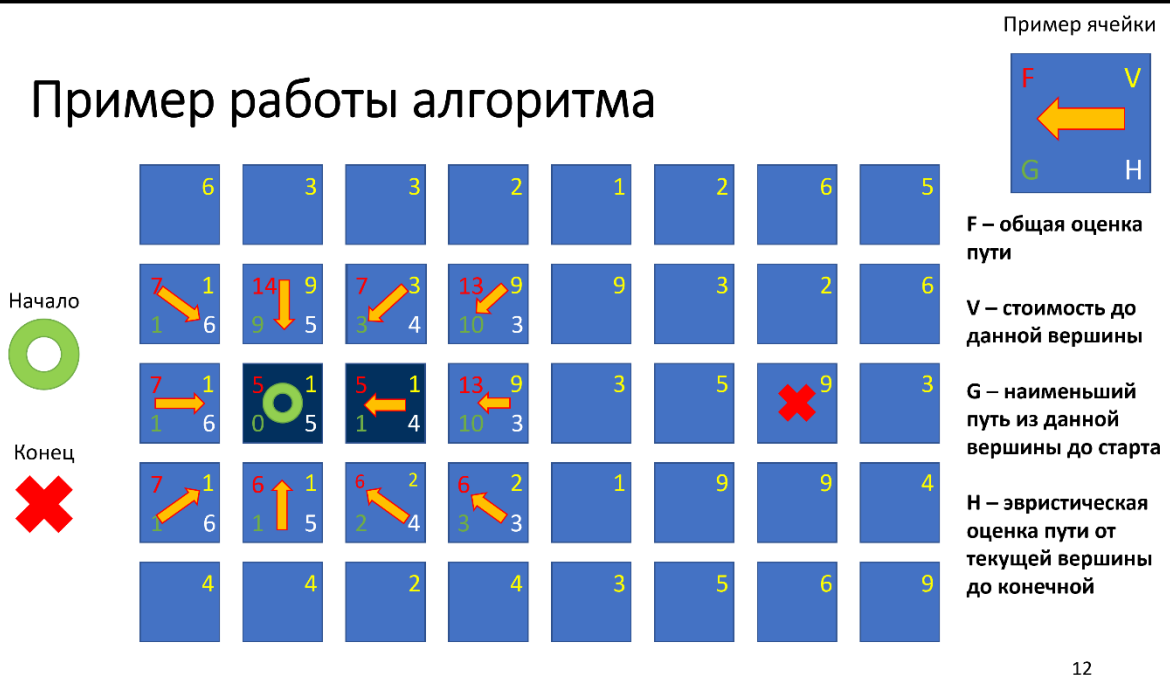 Пример ячейки
F V
G H
Пример работы алгоритма
F – общая оценка
пути
V – стоимость до
данной вершины
G – наименьший
путь из данной
вершины до старта
H – эвристическая
оценка пути от
текущей вершины
до конечной
Начало
Конец
6 3 3 2 1 2 6 5
7 1 14 9 7 3 13 9 9 3 2 6
1 6 9 5 3 4 10 3
7 1 5 1 5 1 13 9 3 5 9 3
1 6 0 5 1 4 10 3
7 1 6 1 6 2 6 2 1 9 9 4
1 6 1 5 2 4 3 3
4 4 2 4 3 5 6 9
12